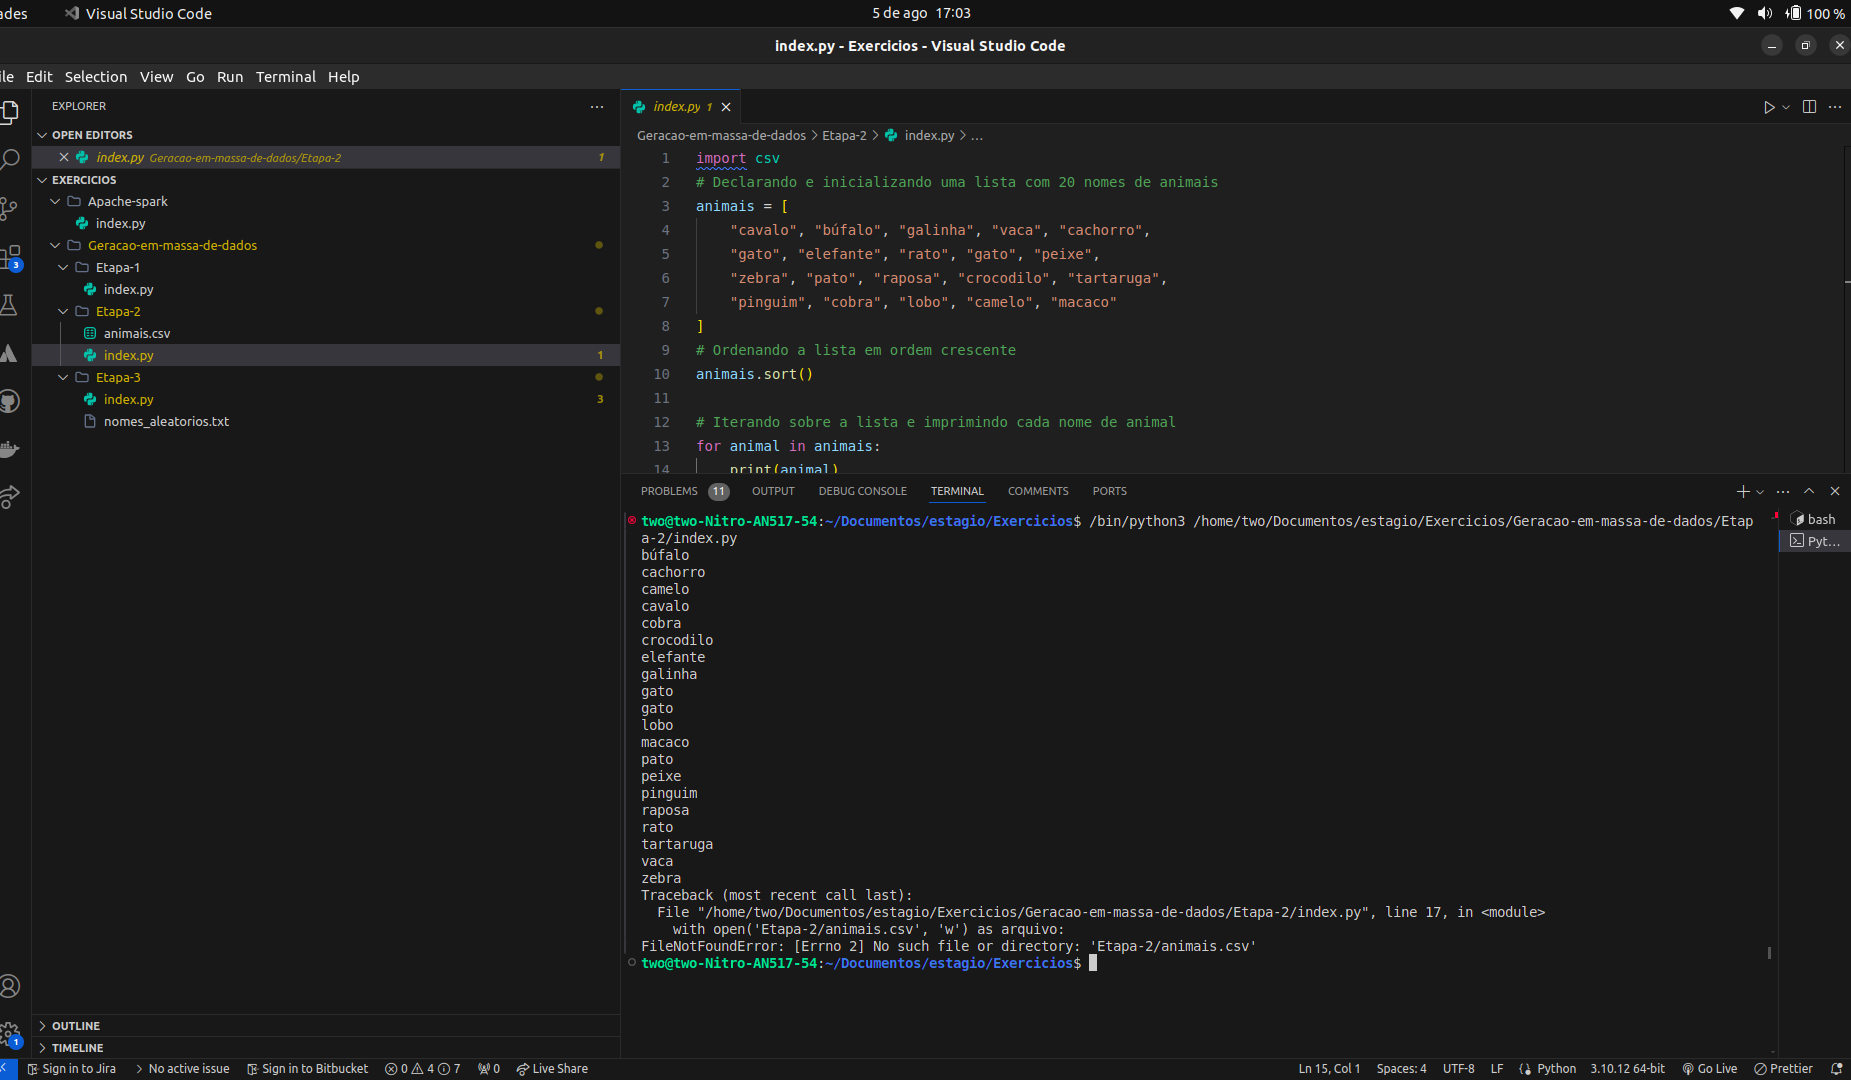 ades Visual Studio Code 5 de ago 17:03 100 %
index.py - Exercicios - Visual Studio Code
ile Edit Selection View Go Run Terminal Help
EXPLORER
OPEN EDITORS
index.py Geracao-em-massa-de-dados/Etapa-2 1
EXERCICIOS
Apache-spark
index.py
Geracao-em-massa-de-dados
Etapa-1
index.py
Etapa-2
animais.csv
index.py 1
Etapa-3
index.py 3
nomes_aleatorios.txt
OUTLINE
TIMELINE
3
1
index.py 1
Geracao-em-massa-de-dados > Etapa-2 > index.py > ...
1 import csv
2 # Declarando e inicializando uma lista com 20 nomes de animais
3 animais = [
4 "cavalo", "búfalo", "galinha", "vaca", "cachorro",
5 "gato", "elefante", "rato", "gato", "peixe",
6 "zebra", "pato", "raposa", "crocodilo", "tartaruga",
7 "pinguim", "cobra", "lobo", "camelo", "macaco"
8 ]
9 # Ordenando a lista em ordem crescente
10 animais.sort()
11
12 # Iterando sobre a lista e imprimindo cada nome de animal
13 for animal in animais:
14 print(animal)
PROBLEMS 11 OUTPUT DEBUG CONSOLE TERMINAL COMMENTS PORTS
two@two-Nitro-AN517-54:~/Documentos/estagio/Exercicios$ /bin/python3 /home/two/Documentos/estagio/Exercicios/Geracao-em-massa-de-dados/Etap
a-2/index.py
búfalo
cachorro
camelo
cavalo
cobra
crocodilo
elefante
galinha
gato
gato
lobo
macaco
pato
peixe
pinguim
raposa
rato
tartaruga
vaca
zebra
Traceback (most recent call last):
File "/home/two/Documentos/estagio/Exercicios/Geracao-em-massa-de-dados/Etapa-2/index.py", line 17, in <module>
with open('Etapa-2/animais.csv', 'w') as arquivo:
FileNotFoundError: [Errno 2] No such file or directory: 'Etapa-2/animais.csv'
two@two-Nitro-AN517-54:~/Documentos/estagio/Exercicios$
bash
Pyt...
Sign in to Jira No active issue Sign in to Bitbucket 0 4 7 0 Live Share Ln 15, Col 1 Spaces: 4 UTF-8 LF Python 3.10.12 64-bit Go Live Prettier